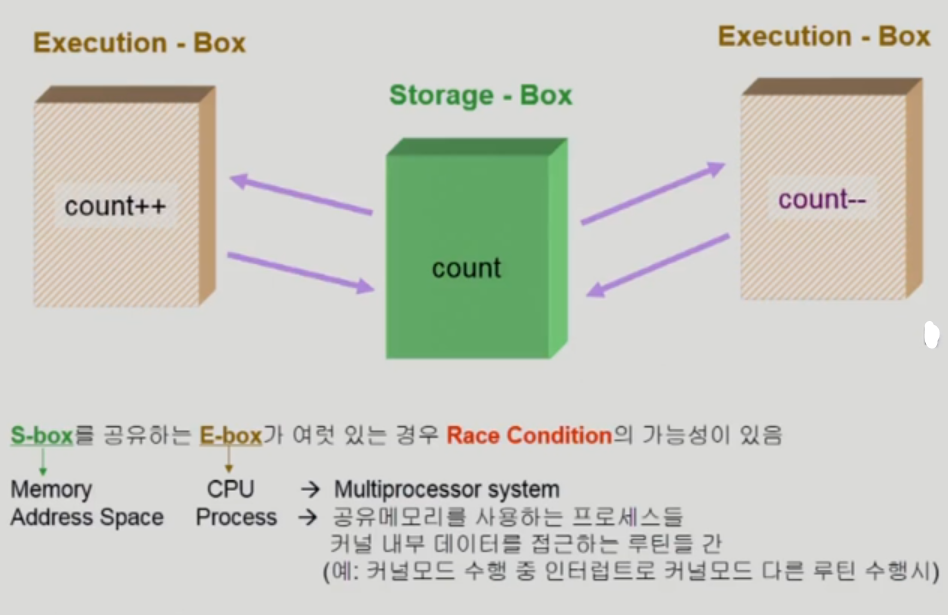 Execution - Box
Execution - Box
Storage - Box
count++
count
count--
S-box를 공유하는 E-box가 여럿 있는 경우 Race Condition의 가능성이 있음
Memory CPU → Multiprocessor system
Address Space Process → 공유메모리를 사용하는 프로세스들
커널 내부 데이터를 접근하는 루틴들 간
(예: 커널모드 수행 중 인터럽트로 커널모드 다른 루틴 수행시)